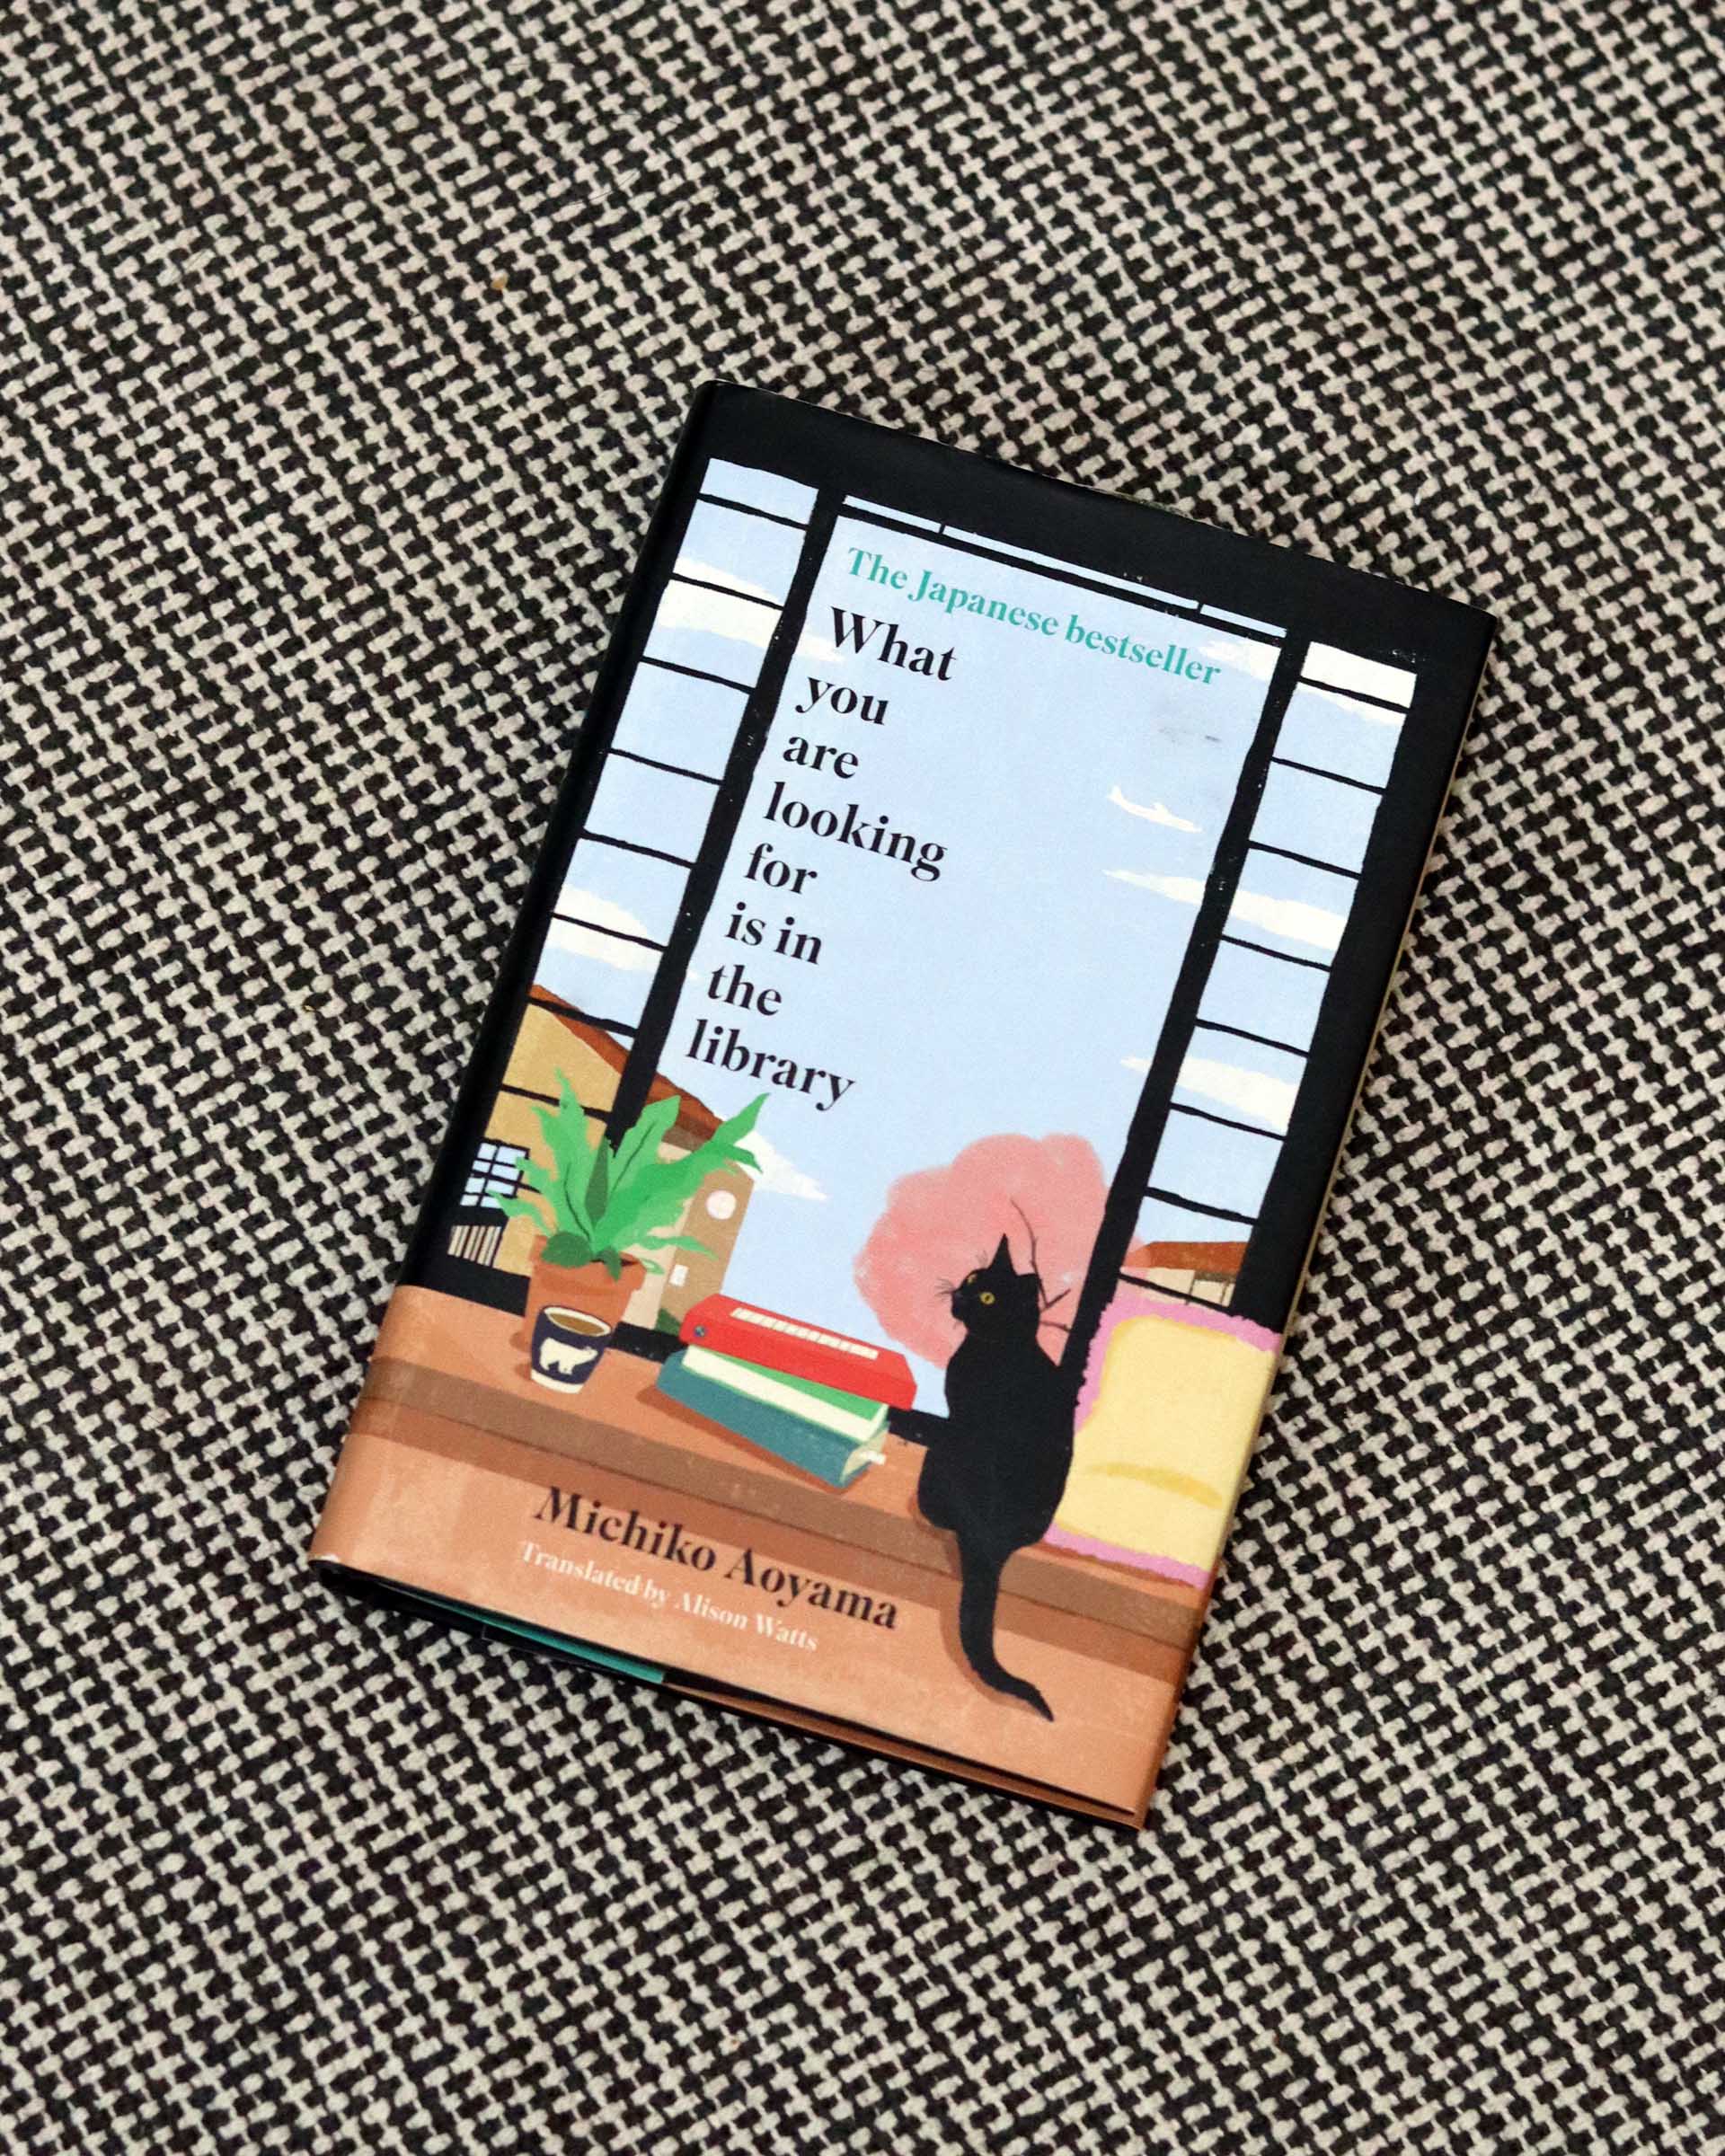 The Japanese bestseller
What
you
are
looking
for
is in
the
library
Michiko Aoyama
Translated by Alison Watts